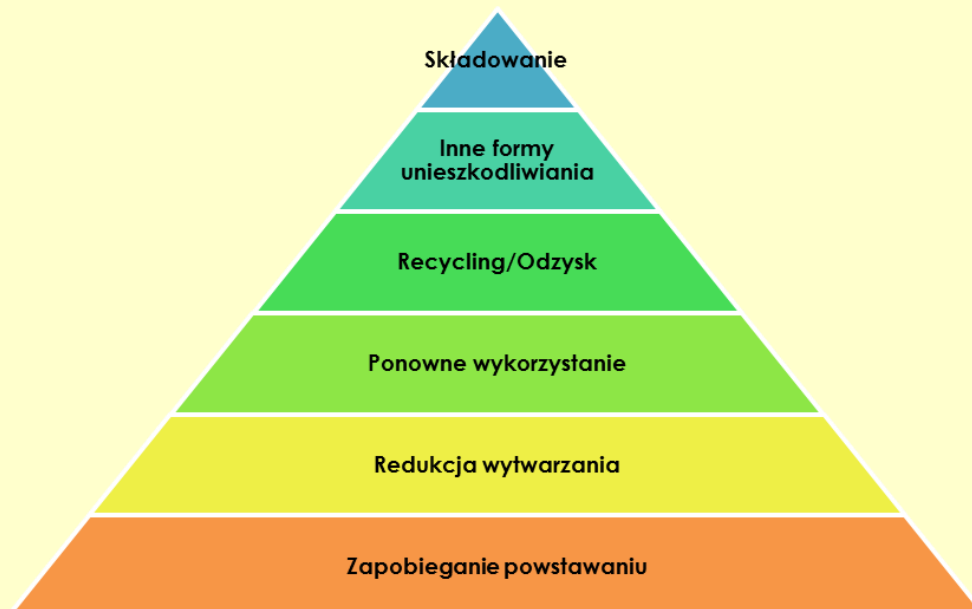 Składowanie
Inne formy
unieszkodliwiania
Recycling/Odzysk
Ponowne wykorzystanie
Redukcja wytwarzania
Zapobieganie powstawaniu